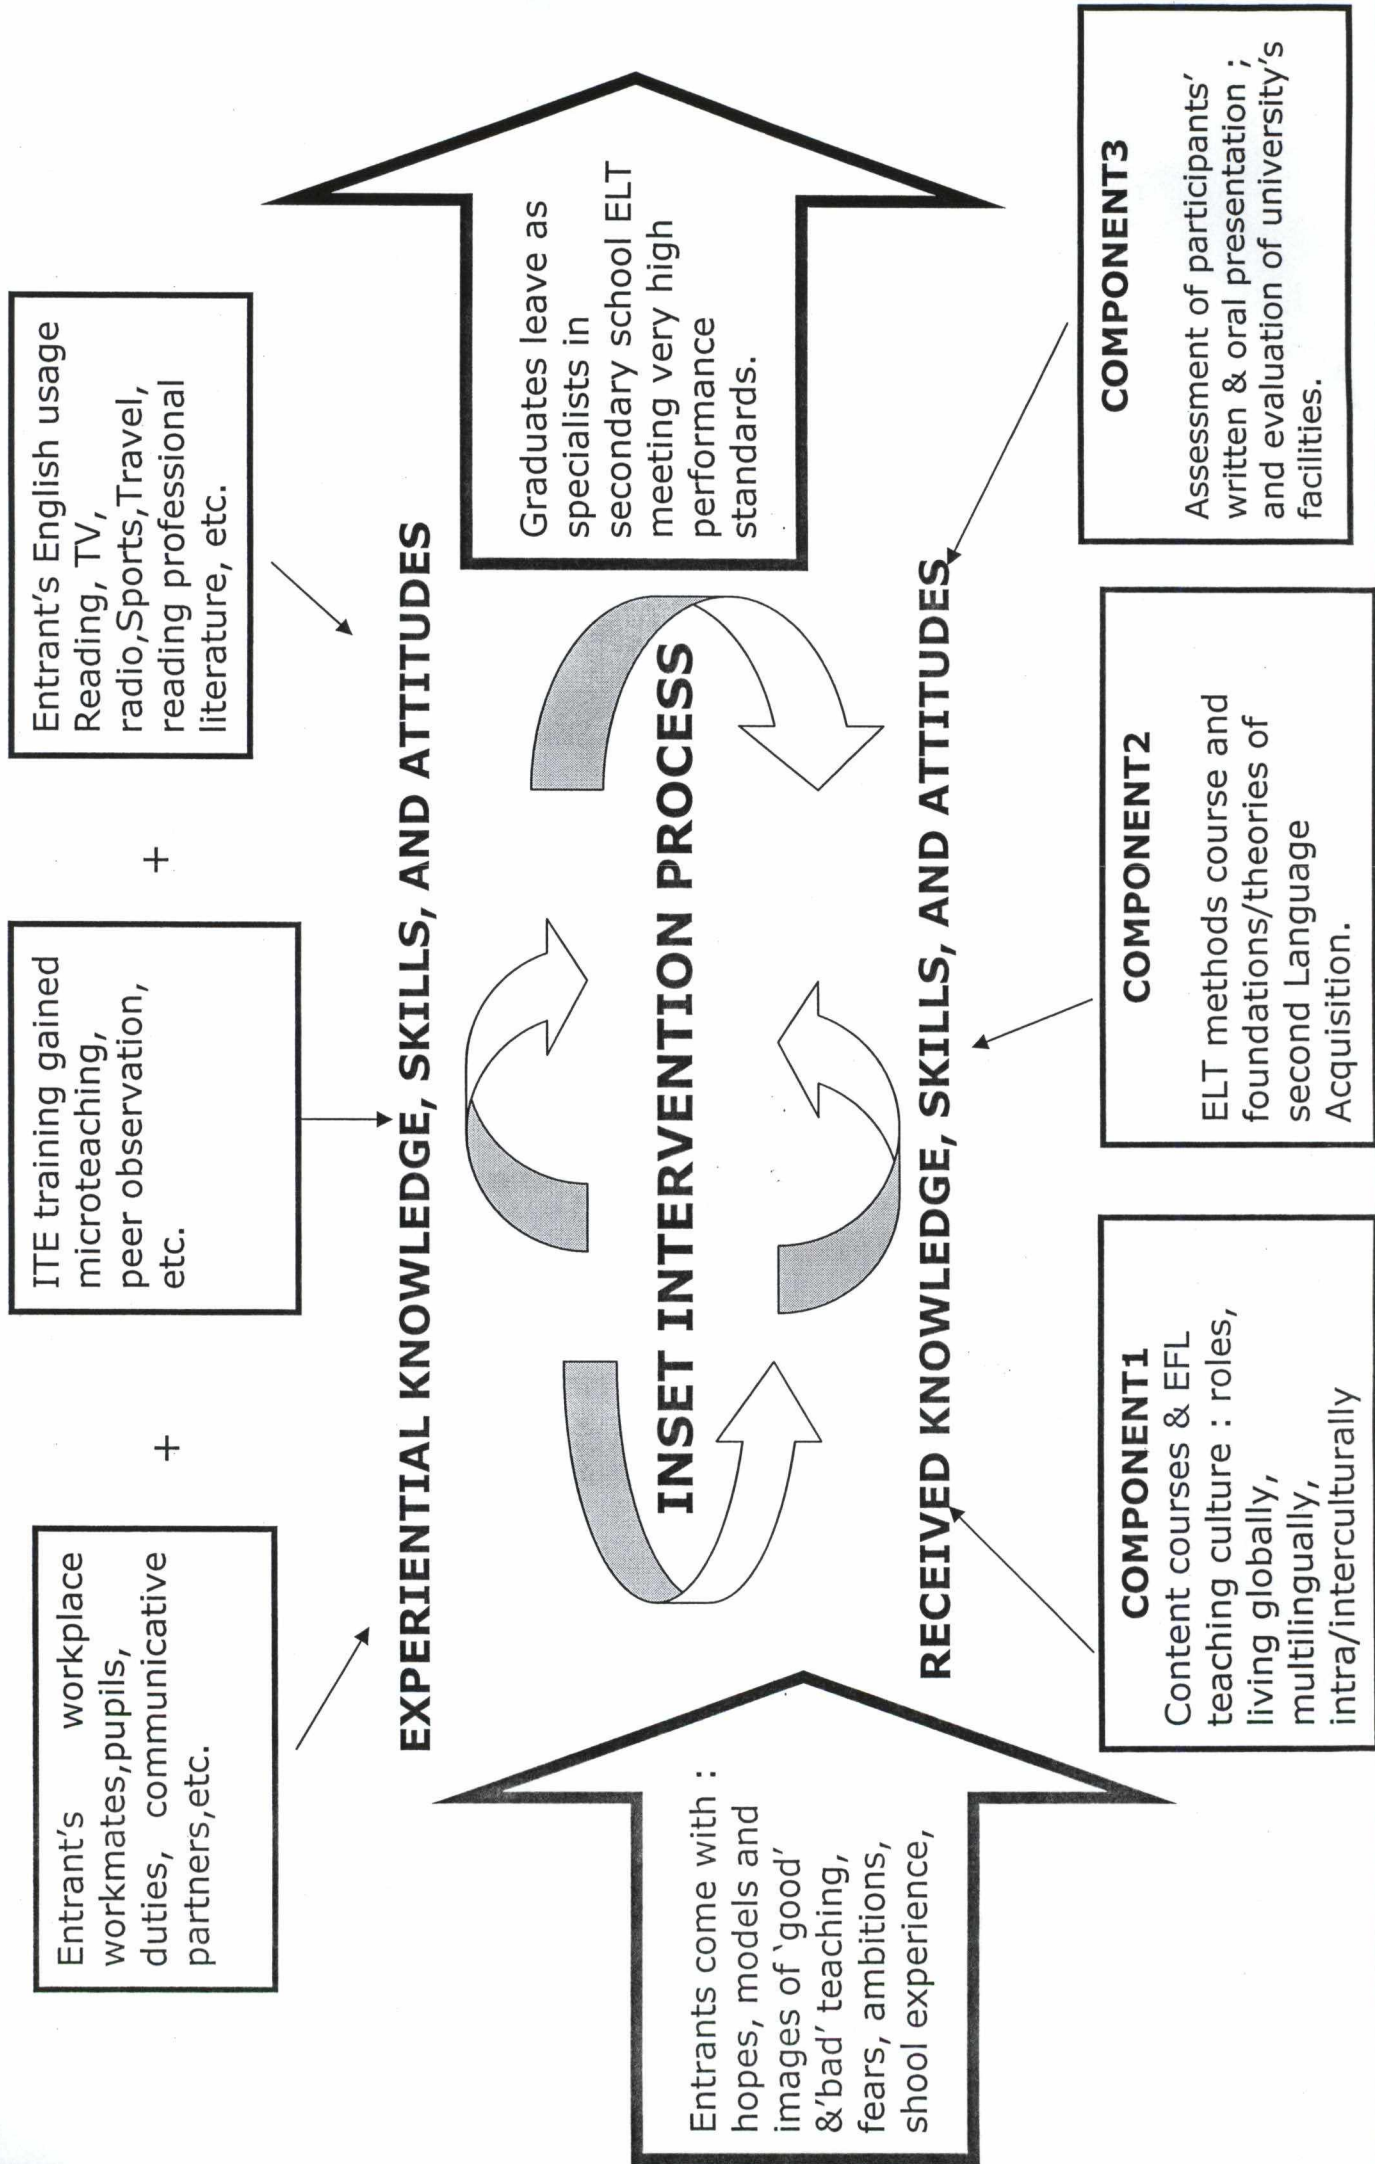 Entrant's workplace
workmates,pupils,
duties, communicative
partners,etc.
+
ITE training gained
microteaching,
peer observation,
etc.
+
Entrant's English usage
Reading, TV,
radio,Sports,Travel,
reading professional
literature, etc.
EXPERIENTIAL KNOWLEDGE, SKILLS, AND ATTITUDES
Entrants come with :
hopes, models and
images of ‘good’
&‘bad’ teaching,
fears, ambitions,
shool experience,
INSET INTERVENTION PROCESS
Graduates leave as
specialists in
secondary school ELT
meeting very high
performance
standards.
RECEIVED KNOWLEDGE, SKILLS, AND ATTITUDES
COMPONENT1
Content courses & EFL
teaching culture : roles,
living globally,
multilingually,
intra/interculturally
COMPONENT2
ELT methods course and
foundations/theories of
second Language
Acquisition.
COMPONENT3
Assessment of participants’
written & oral presentation ;
and evaluation of university’s
facilities.